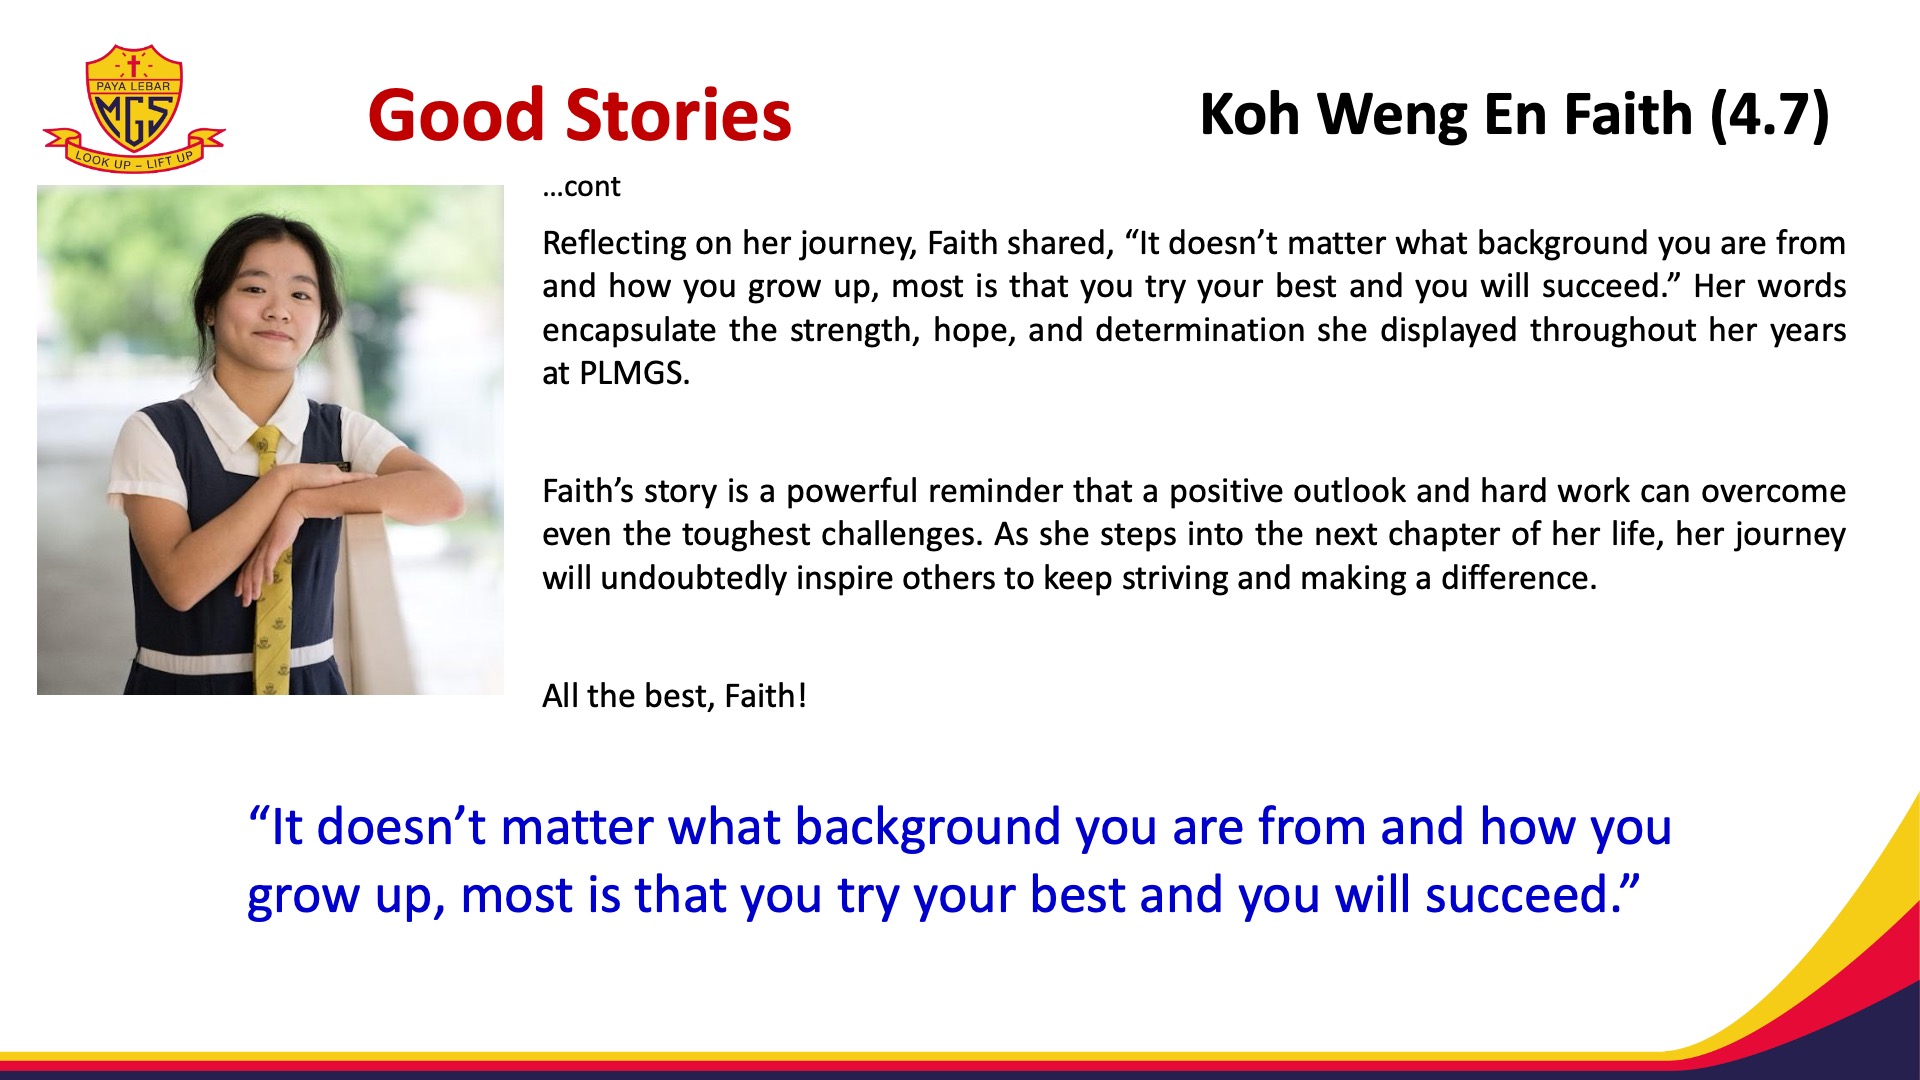 PAYA LEBAR
MGS
LOOK UP – LIFT UP
Good Stories
Koh Weng En Faith (4.7)
...cont
Reflecting on her journey, Faith shared, “It doesn’t matter what background you are from
and how you grow up, most is that you try your best and you will succeed.” Her words
encapsulate the strength, hope, and determination she displayed throughout her years
at PLMGS.
Faith’s story is a powerful reminder that a positive outlook and hard work can overcome
even the toughest challenges. As she steps into the next chapter of her life, her journey
will undoubtedly inspire others to keep striving and making a difference.
All the best, Faith!
“It doesn’t matter what background you are from and how you
grow up, most is that you try your best and you will succeed.”